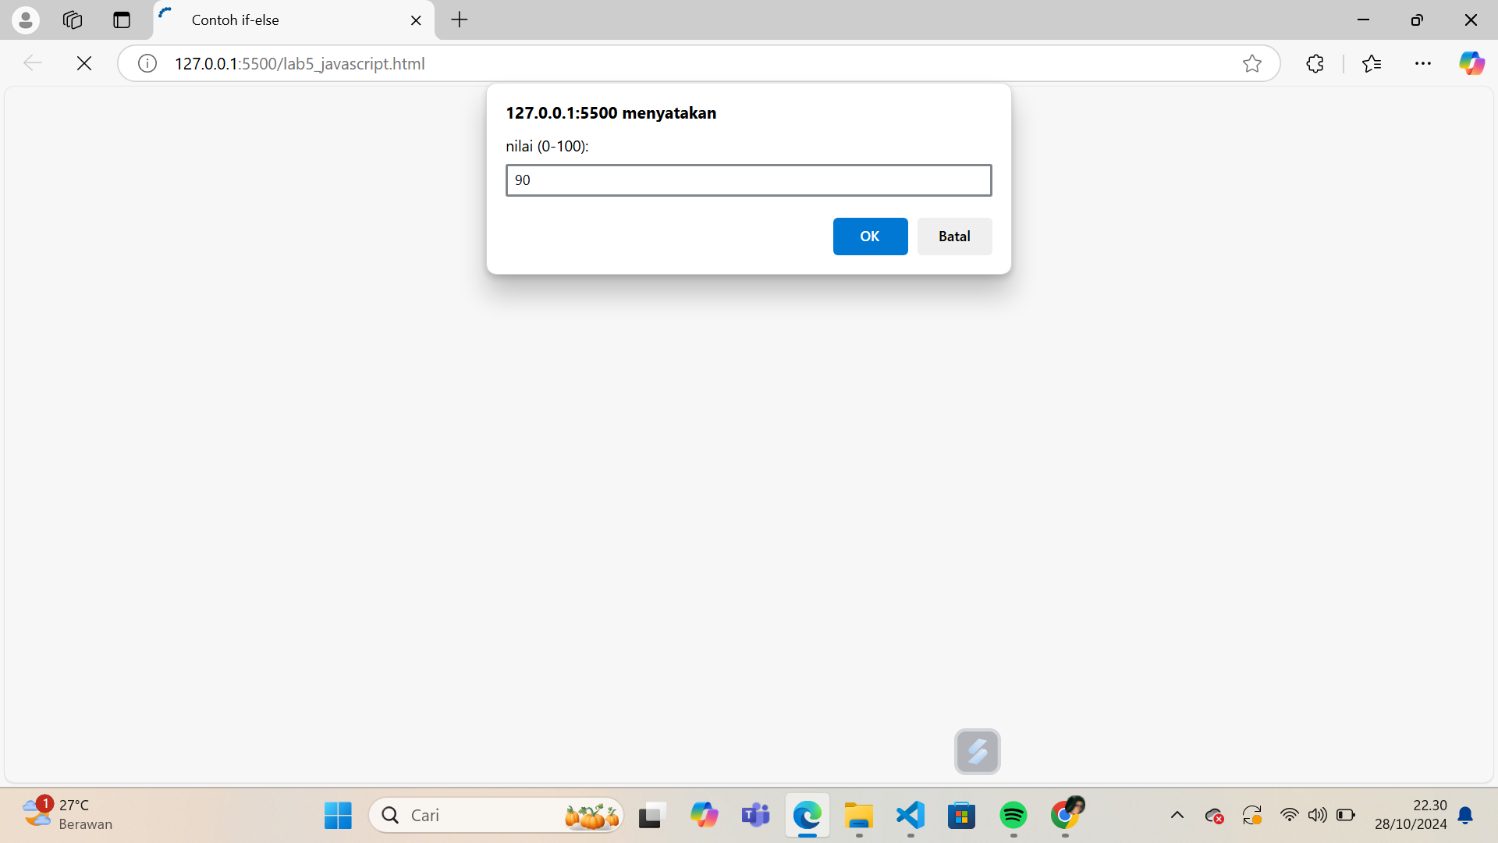 Contoh if-else
127.0.0.1:5500/lab5_javascript.html
127.0.0.1:5500 menyatakan
nilai (0-100):
90
OK
Batal
1
27°C
Berawan
Cari
22.30
28/10/2024